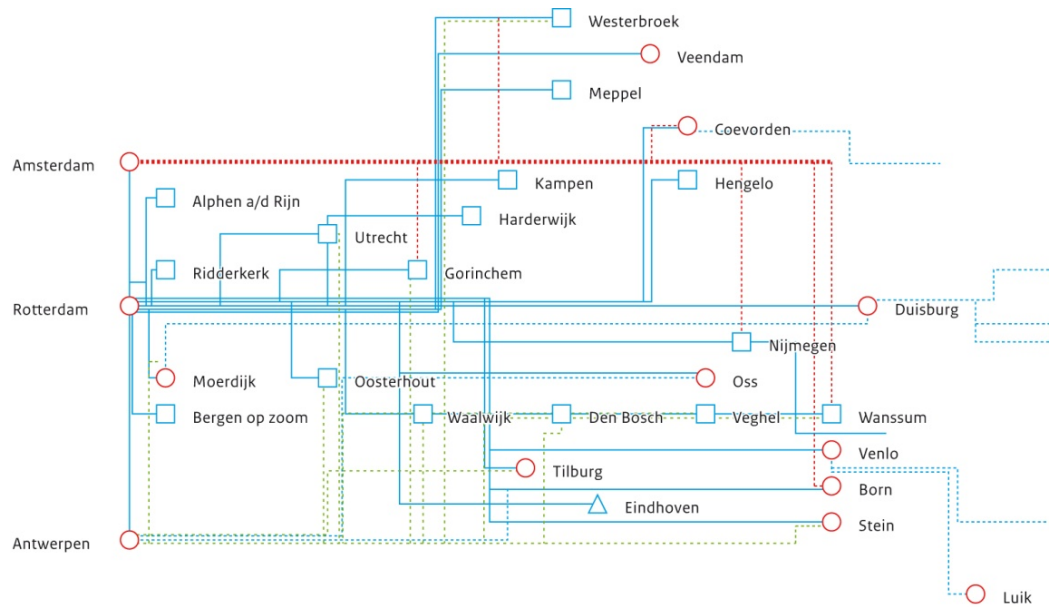 Westerbroek
Veendam
Meppel
Coevorden
Amsterdam
Kampen
Hengelo
Alphen a/d Rijn
Harderwijk
Utrecht
Ridderkerk
Gorinchem
Rotterdam
Duisburg
Nijmegen
Moerdijk
Oosterhout
Oss
Bergen op zoom
Waalwijk
Den Bosch
Veghel
Wanssum
Venlo
Tilburg
Born
Eindhoven
Stein
Antwerpen
Luik